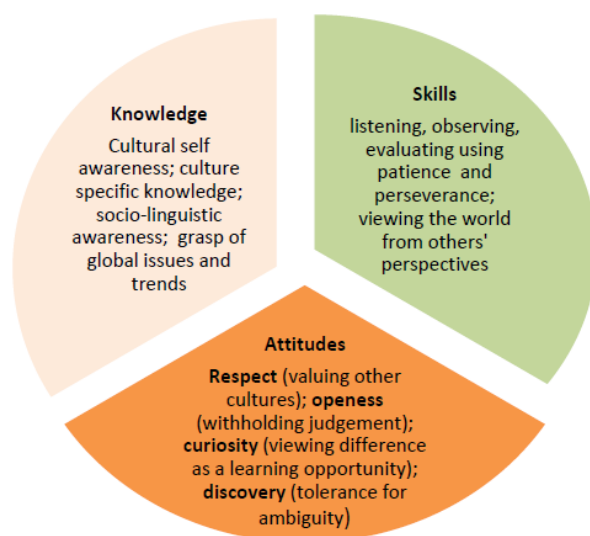 Knowledge
Cultural self
awareness; culture
specific knowledge;
socio-linguistic
awareness;  grasp of
global issues and
trends
Skills
listening, observing,
evaluating using
patience  and
perseverance;
viewing the world
from others'
perspectives
Attitudes
Respect (valuing other
cultures); openess
(withholding judgement);
curiosity (viewing difference
as a learning opportunity);
discovery (tolerance for
ambiguity)